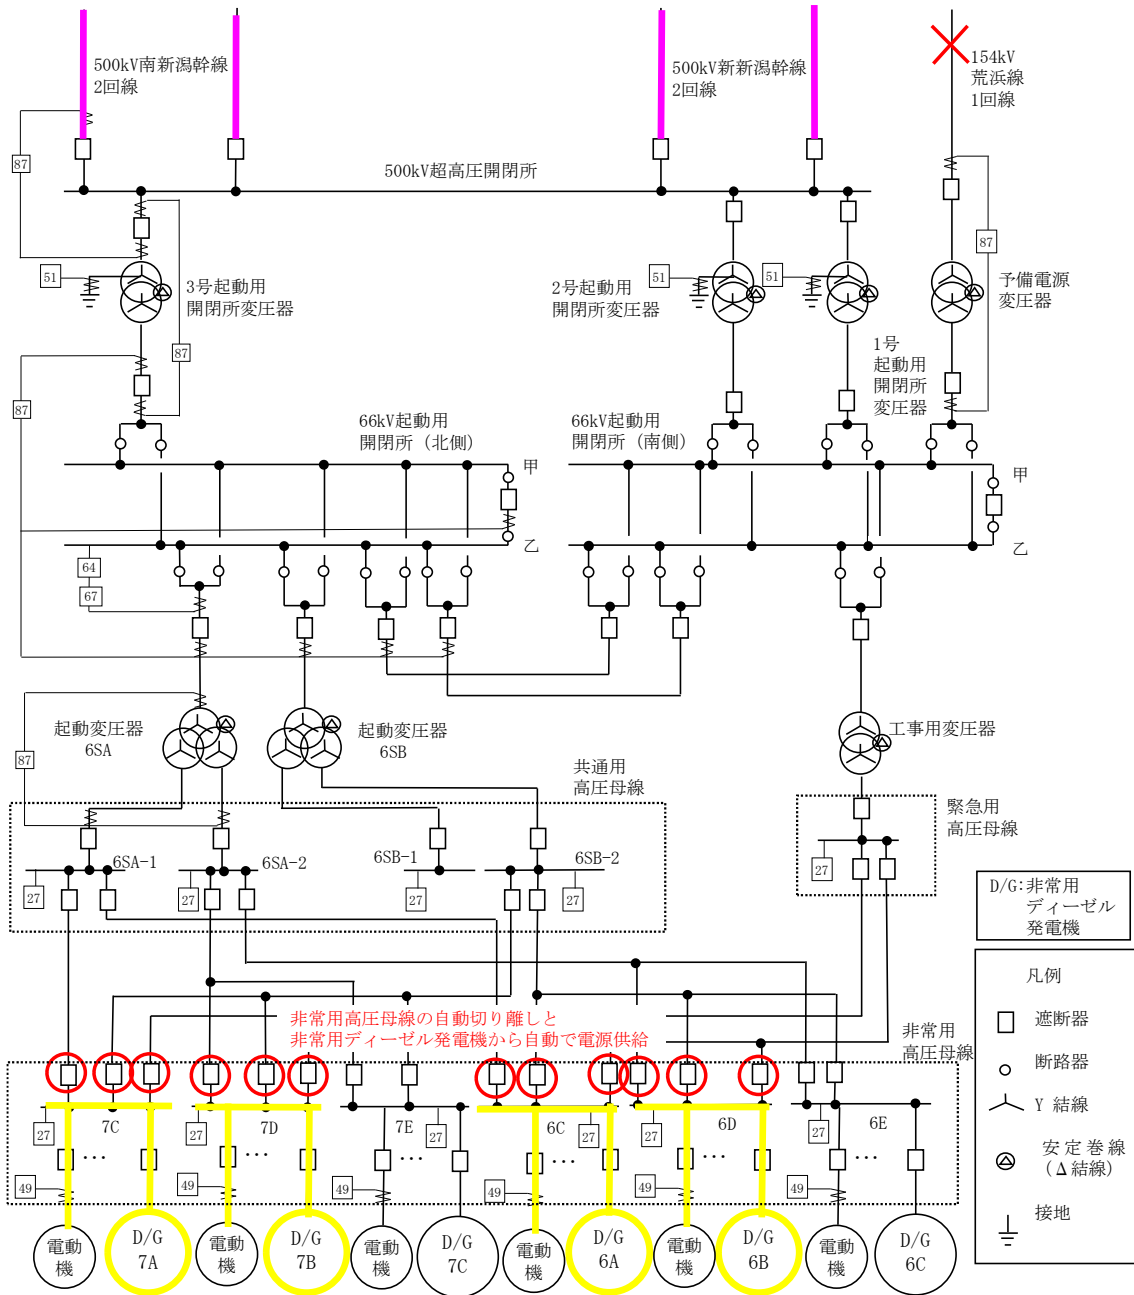 500kV南新潟幹線
2回線
500kV新新潟幹線
2回線
154kV
荒浜線
1回線
87
500kV超高圧開閉所
87
51
3号起動用
開閉所変圧器
51
2号起動用
開閉所変圧器
51
予備電源
変圧器
87
87
1号
起動用
開閉所
変圧器
66kV起動用
開閉所（北側）
66kV起動用
開閉所（南側）
甲
甲
乙
乙
64
67
起動変圧器
6SA
起動変圧器
6SB
工事用変圧器
87
共通用
高圧母線
緊急用
高圧母線
6SA-1
6SA-2
6SB-1
6SB-2
27
27
27
27
27
D/G:非常用
ディーゼル
発電機
凡例
遮断器
断路器
Y 結線
安定巻線
(Δ結線)
接地
非常用高圧母線の自動切り離しと
非常用ディーゼル発電機から自動で電源供給
非常用
高圧母線
7C
7D
7E
6C
6D
6E
27
27
27
27
27
27
...
...
...
...
...
...
49
49
49
49
49
49
電動
機
D/G
7A
電動
機
D/G
7B
電動
機
D/G
7C
電動
機
D/G
6A
電動
機
D/G
6B
電動
機
D/G
6C